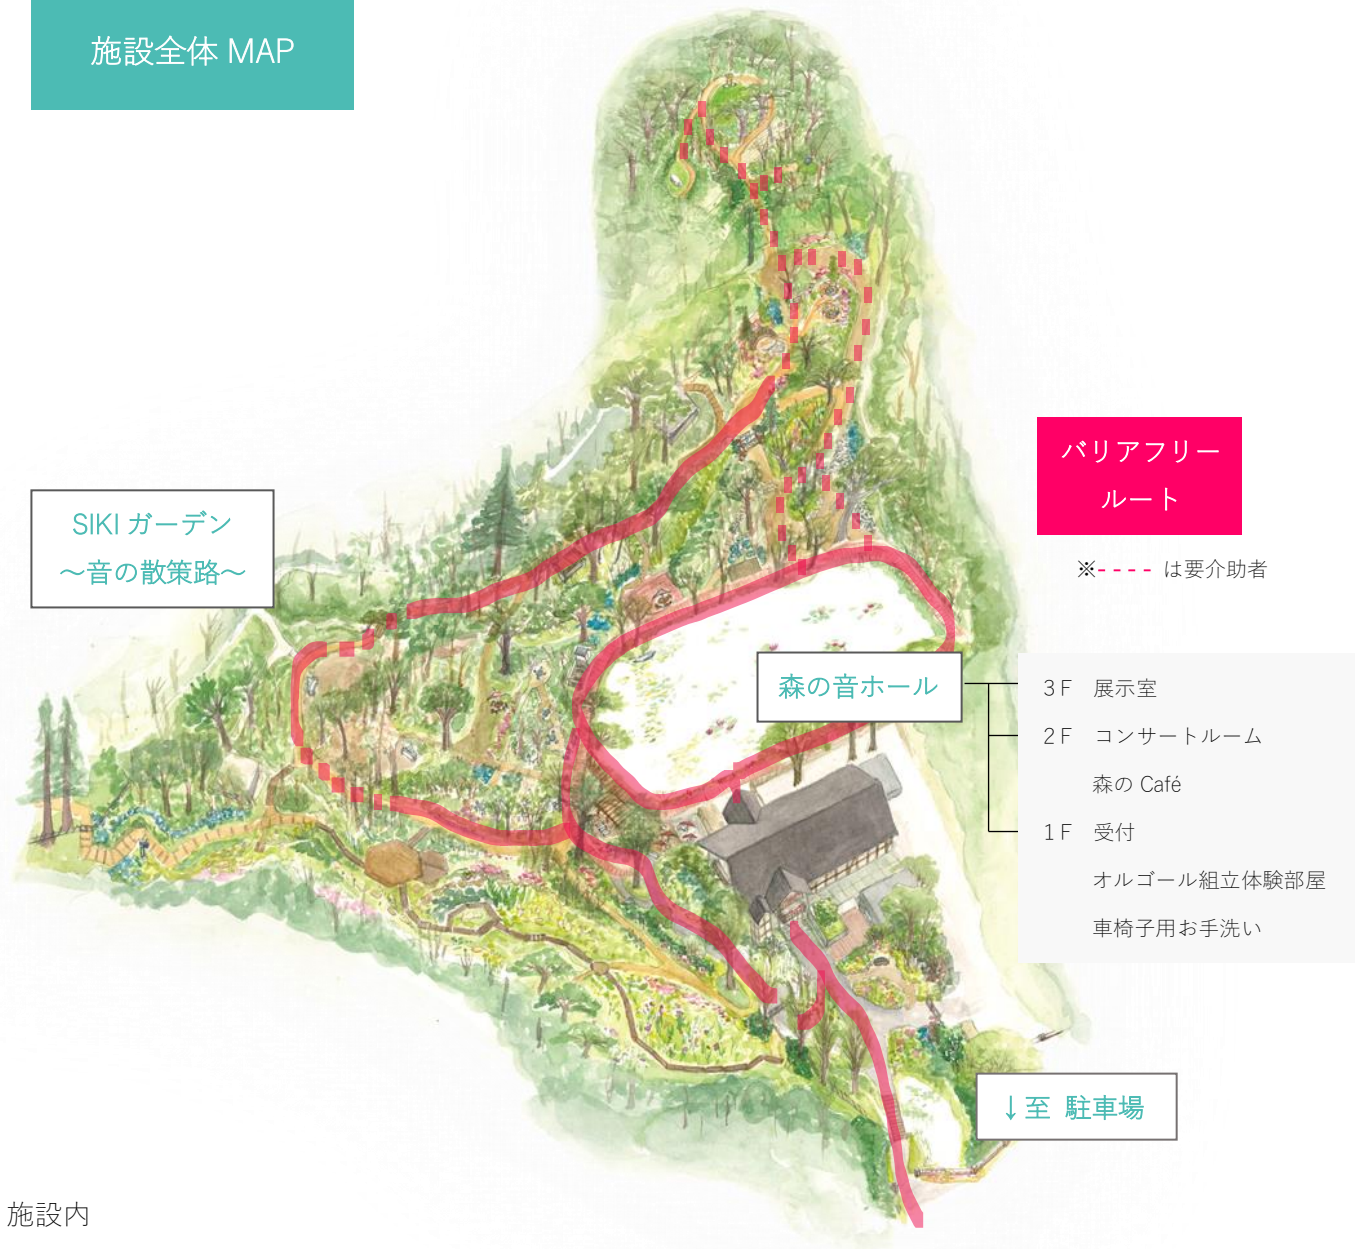 施設全体 MAP
バリアフリー
ルート
※---- は要介助者
SIKI ガーデン
～音の散策路～
森の音ホール
3F 展示室
2F コンサートルーム
森の Café
1F 受付
オルゴール組立体験部屋
車椅子用お手洗い
↓至 駐車場
施設内